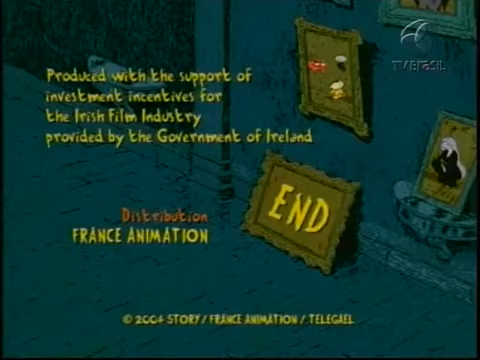 TV BRASIL
Produced with the support of
investment incentives for
the Irish Film Industry
provided by the Government of Ireland
END
Distribution
FRANCE ANIMATION
© 2004 STORY / FRANCE ANIMATION / TELEGAEL